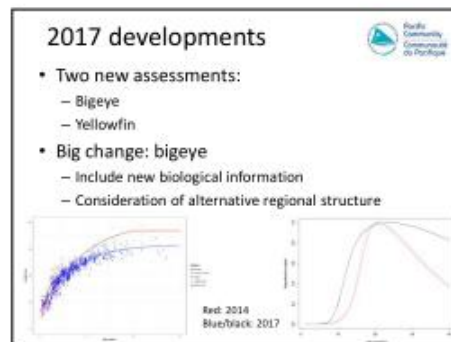 2017 developments
Pacific
Community
Communauté
du Pacifique
• Two new assessments:
– Bigeye
– Yellowfin
• Big change: bigeye
– Include new biological information
– Consideration of alternative regional structure
Red: 2014
Blue/black: 2017